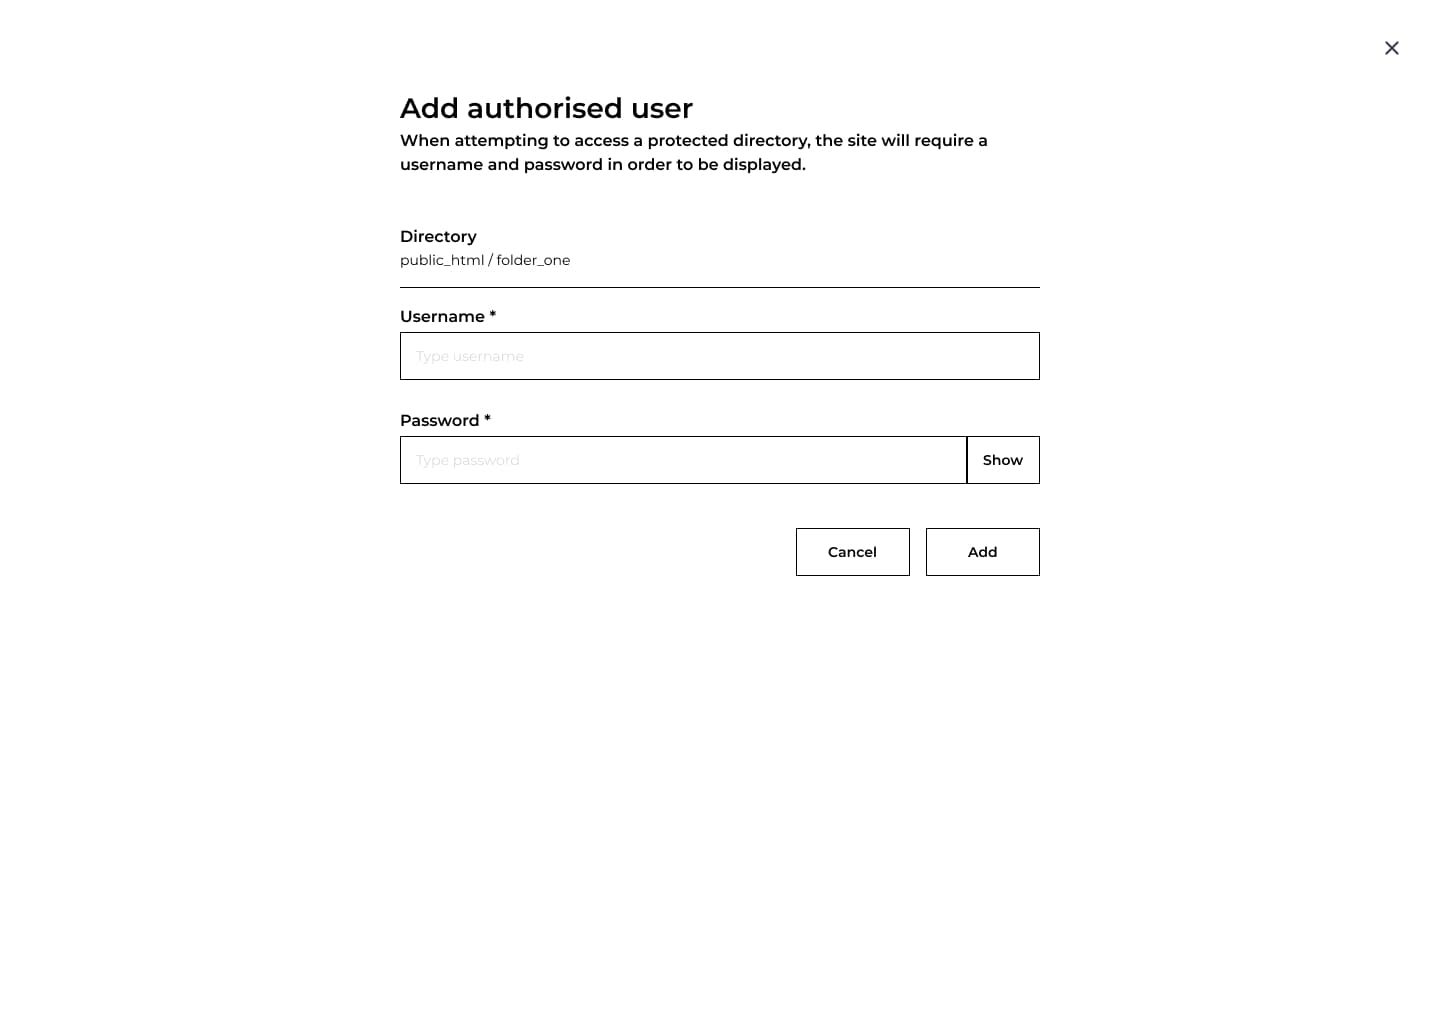 Add authorised user
When attempting to access a protected directory, the site will require a
username and password in order to be displayed.
Directory
public_html / folder_one
Username *
Type username
Password *
Type password
Show
Cancel
Add